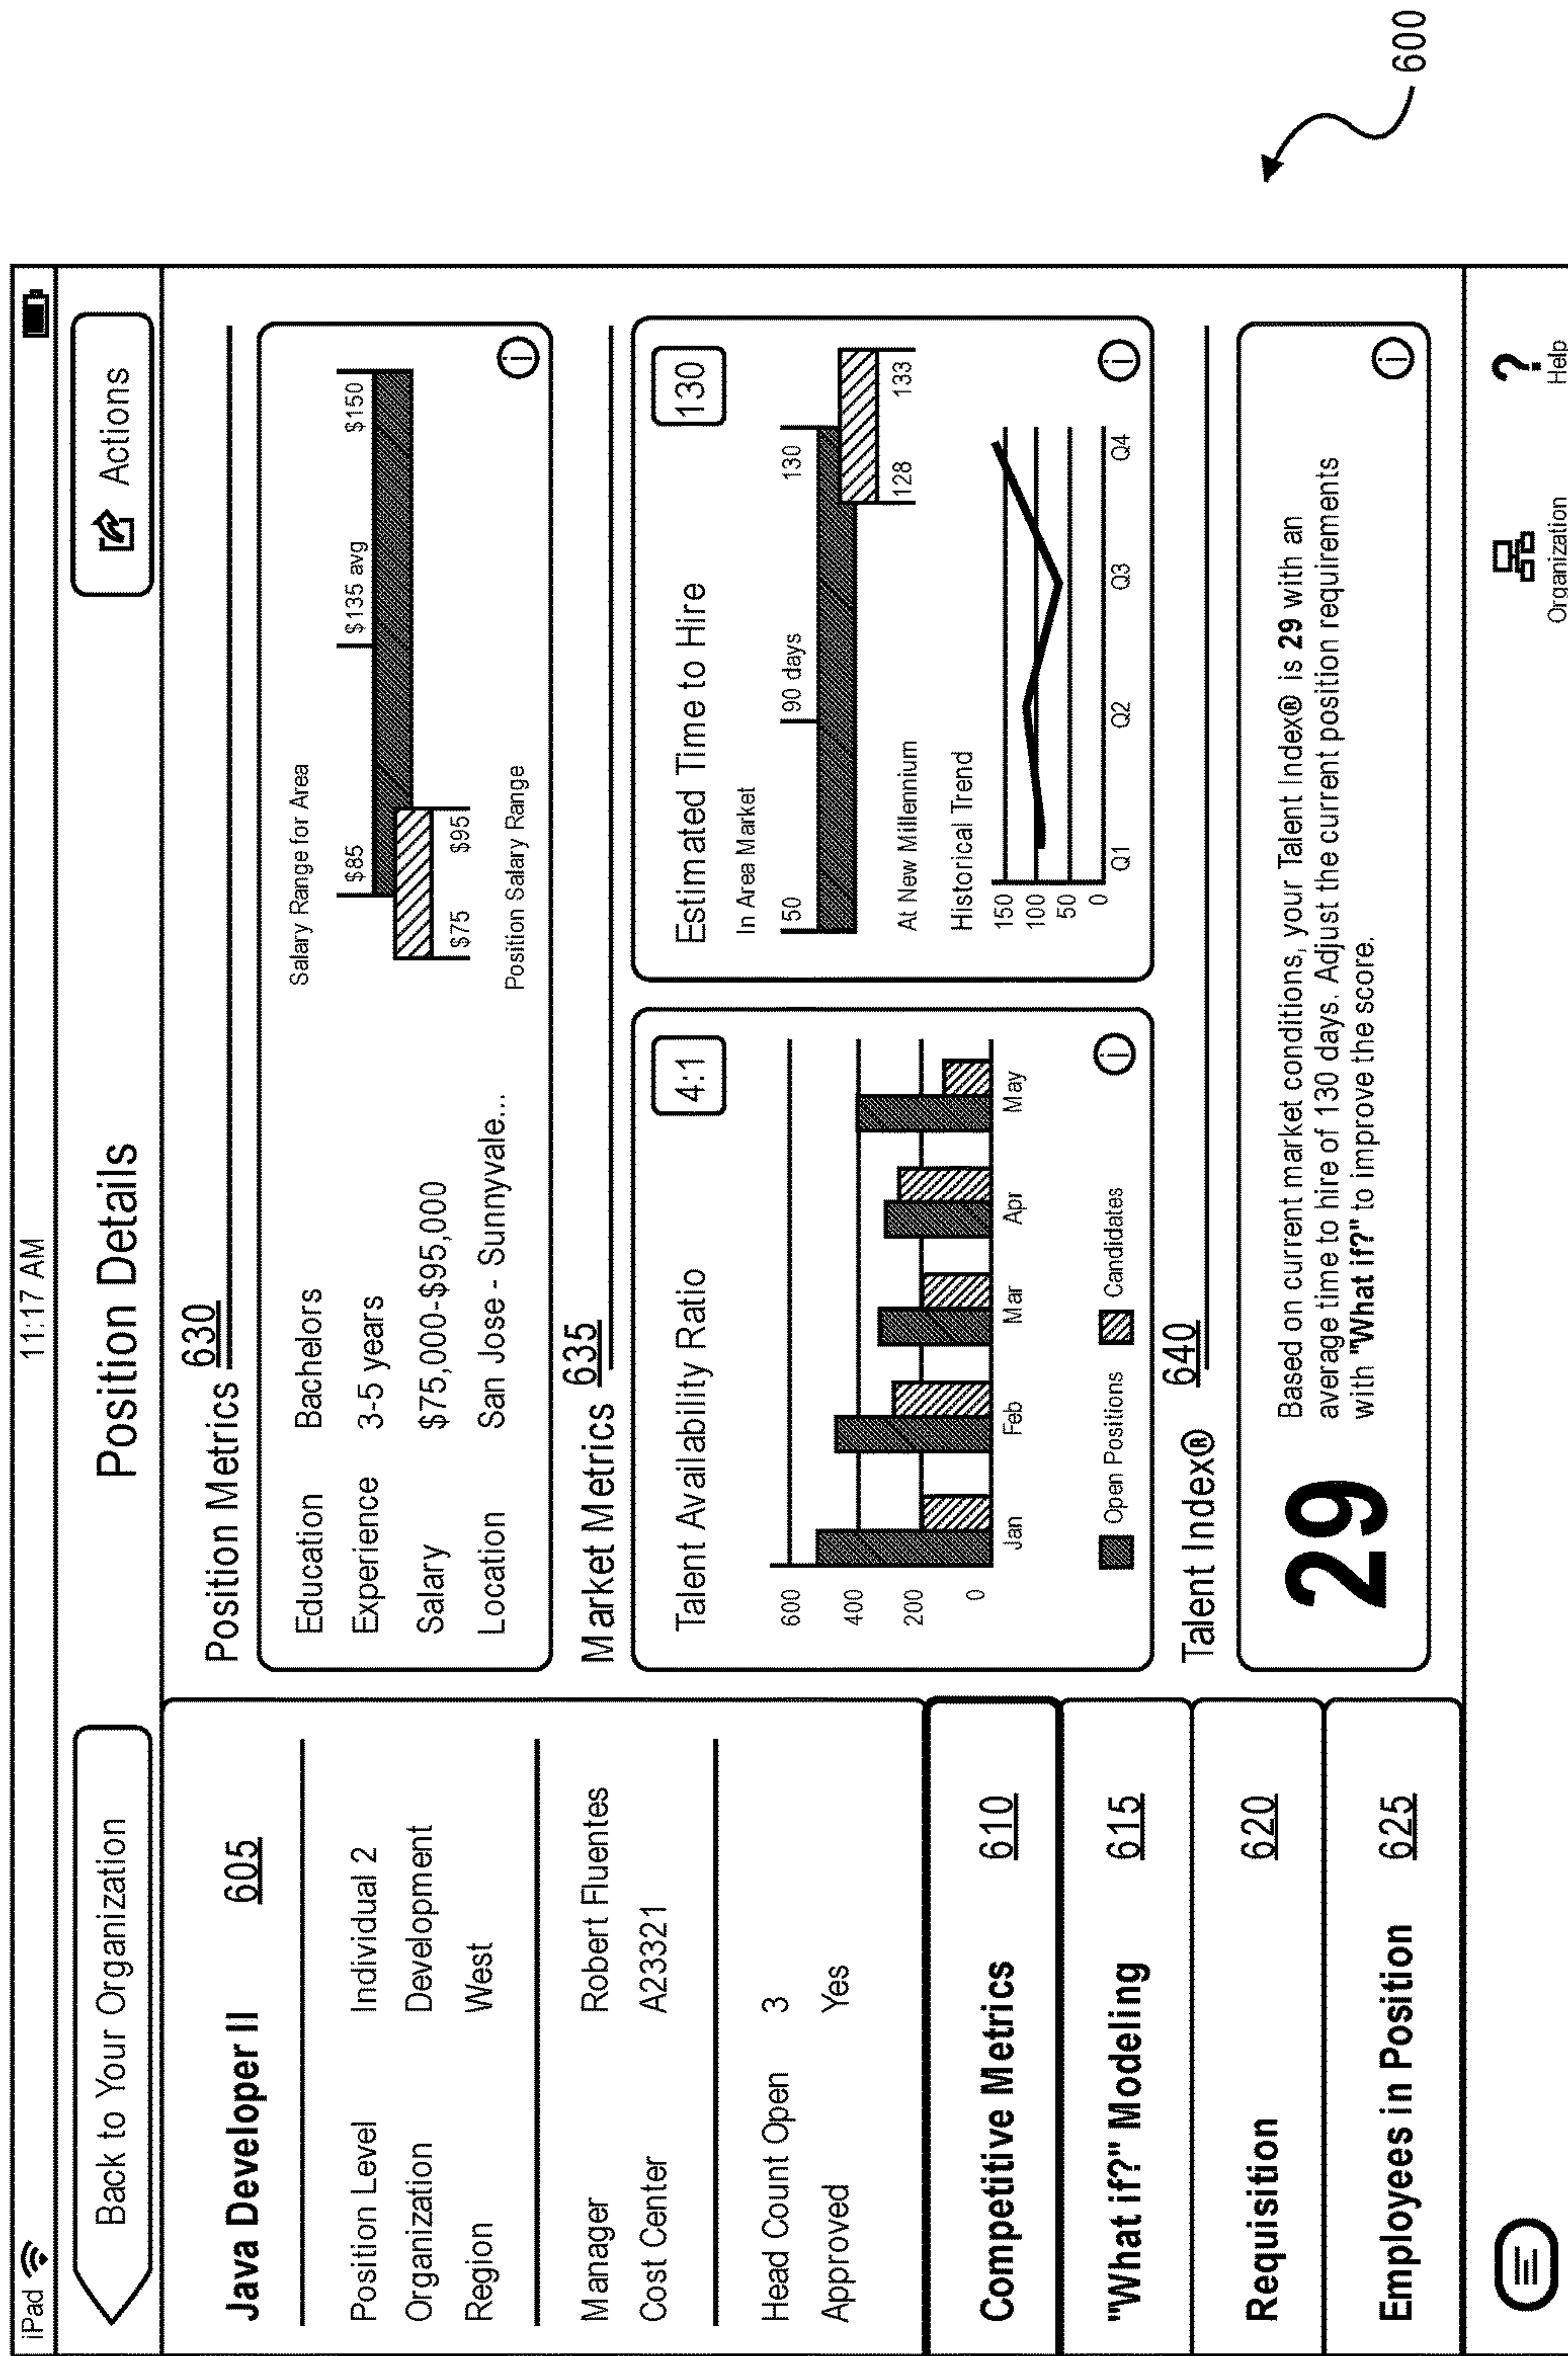 iPad
11:17 AM
Back to Your Organization
Position Details
Actions
Java Developer II 605
Position Level Individual 2
Organization Development
Region West
Manager Robert Fluentes
Cost Center A23321
Head Count Open 3
Approved Yes
Competitive Metrics 610
"What if?" Modeling 615
Requisition 620
Employees in Position 625
Position Metrics 630
Education Bachelors
Experience 3-5 years
Salary $75,000-$95,000
Location San Jose - Sunnyvale...
Salary Range for Area
$85 $135 avg $150
$75 $95
Position Salary Range
i
Market Metrics 635
Talent Availability Ratio 4:1
600
400
200
0
Jan Feb Mar Apr May
Open Positions Candidates
i
Estimated Time to Hire 130
In Area Market
50 90 days 130
128 133
At New Millennium
Historical Trend
150
100
50
0
Q1 Q2 Q3 Q4
i
Talent Index® 640
29
Based on current market conditions, your Talent Index® is 29 with an
average time to hire of 130 days. Adjust the current position requirements
with "What if?" to improve the score.
i
Organization
?
Help
600